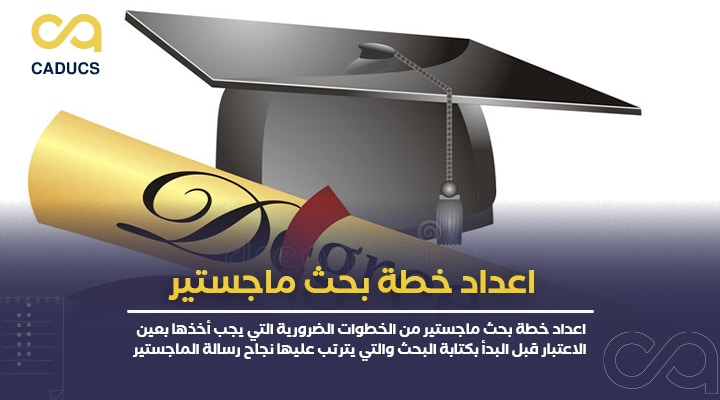 CADUCS
Degree
اعداد خطة بحث ماجستير
اعداد خطة بحث ماجستير من الخطوات الضرورية التي يجب أخذها بعين
الاعتبار قبل البدأ بكتابة البحث والتي يترتب عليها نجاح رسالة الماجستير